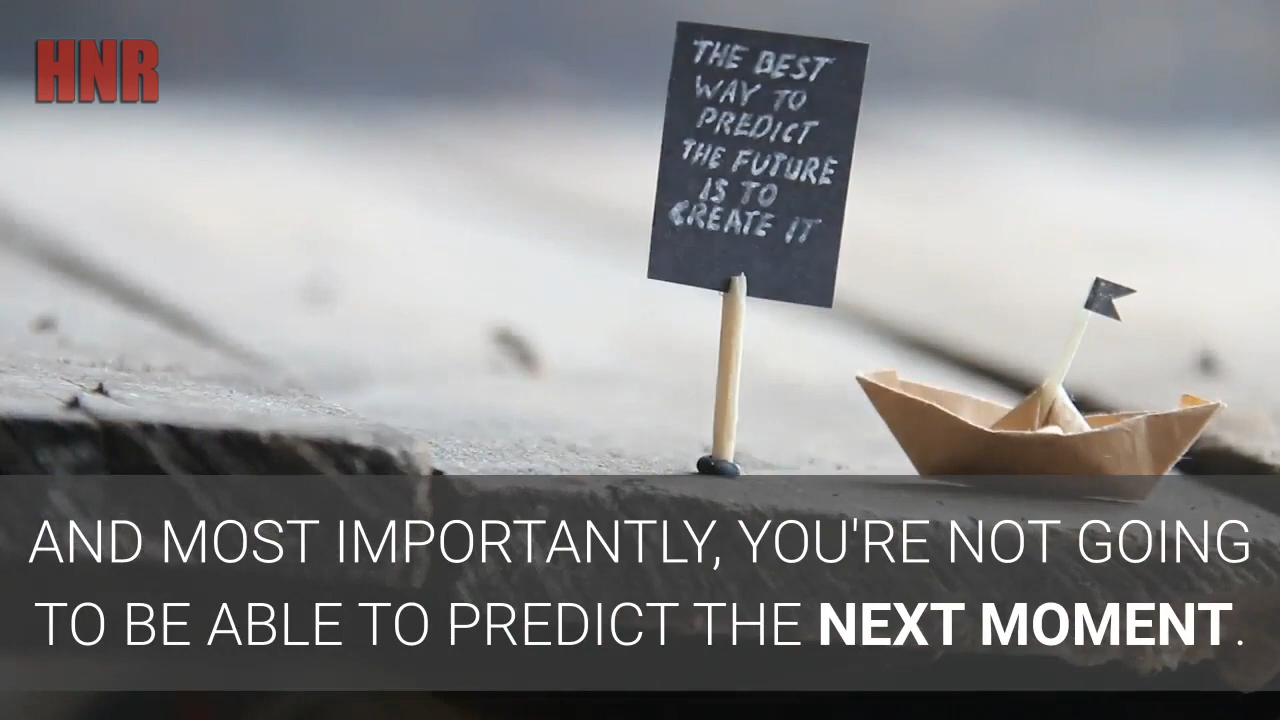 HNR
THE BEST
WAY TO
PREDICT
THE FUTURE
IS TO
CREATE IT
AND MOST IMPORTANTLY, YOU'RE NOT GOING
TO BE ABLE TO PREDICT THE NEXT MOMENT.